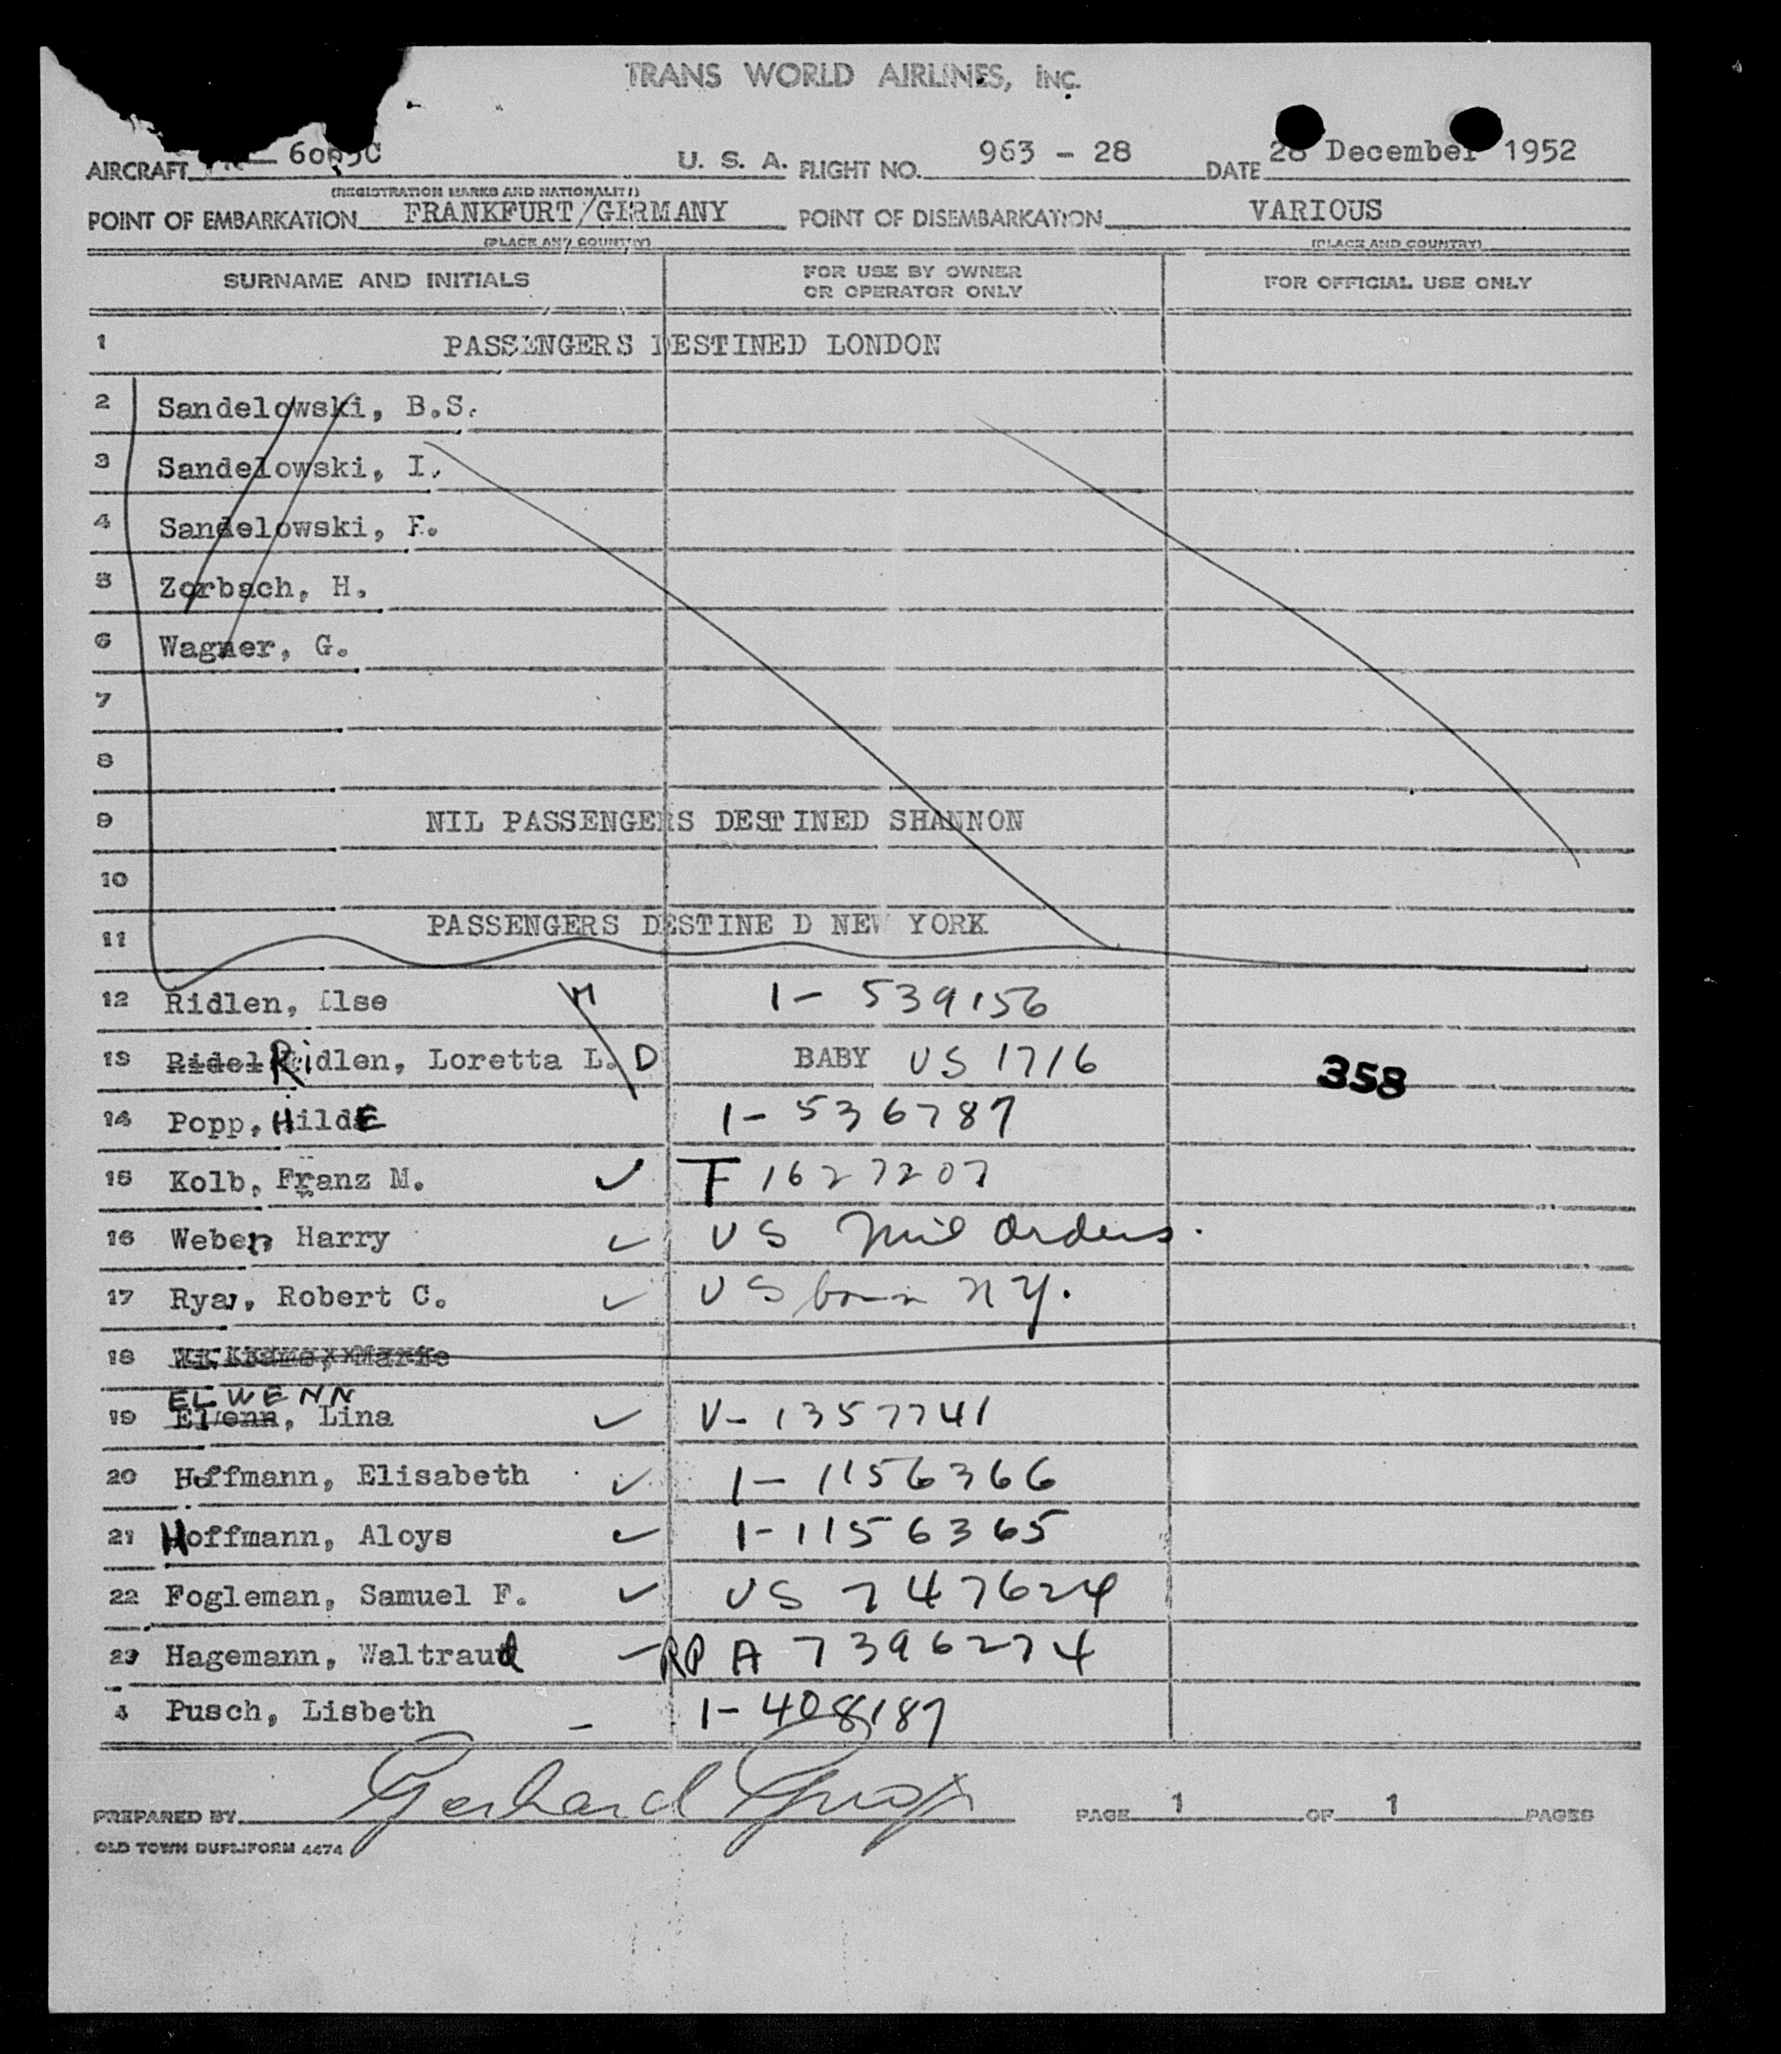 TRANS WORLD AIRLINES, INC.
AIRCRAFT U. S. A. FLIGHT NO. 963 - 28 DATE 28 December 1952
(REGISTRATION MARKS AND NATIONALITY)
POINT OF EMBARKATION FRANKFURT/GERMANY POINT OF DISEMBARKATION VARIOUS
(PLACE AND COUNTRY) (PLACE AND COUNTRY)
SURNAME AND INITIALS FOR USE BY OWNER OR OPERATOR ONLY FOR OFFICIAL USE ONLY
1 PASSENGERS DESTINED LONDON
2 Sandelowski, B.S.
3 Sandelowski, I.
4 Sandelowski,
5 Zorbach, H.
6 Wagner, G.
7
8
9 NIL PASSENGERS DESTINED SHANNON
10
11 PASSENGERS DESTINE D NEW YORK
12 Ridlen, Ilse 1- 539156
13 Ridel Ridlen, Loretta L. D BABY US 1716 358
14 Popp, HildE 1- 536787
15 Kolb, Franz M. ✓ T 1627207
16 Weber, Harry ✓ US Mil Orders.
17 Ryan, Robert C. ✓ US born NY.
18
ELWENN
19 Elvenn, Lina ✓ V- 1357741
20 Hoffmann, Elisabeth ✓ 1- 1156366
21 Hoffmann, Aloys ✓ 1-1156365
22 Fogleman, Samuel F. ✓ US 747624
23 Hagemann, Waltraud RP A 7396274
4 Pusch, Lisbeth - 1-408187
PREPARED BY Gerhard PAGE 1 OF 1 PAGES
OLD TOWN DUPLIFORM 4474